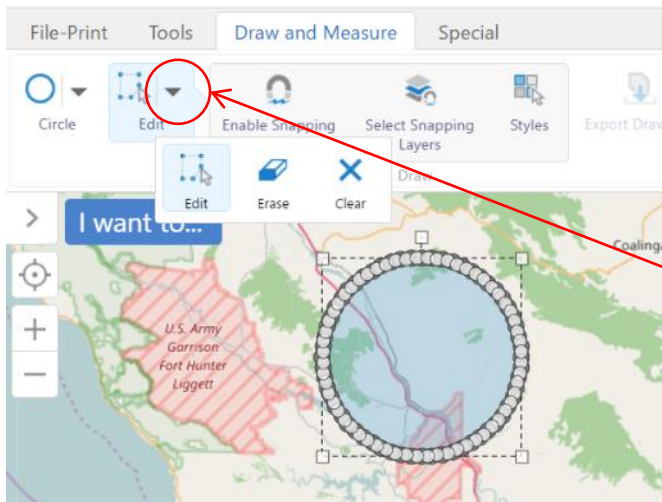 File-Print Tools Draw and Measure Special
Circle Edit Enable Snapping Select Snapping Layers Styles Export Draw
Draw
Edit Erase Clear
I want to...
Coalinga
U.S. Army
Garrison
Fort Hunter
Liggett